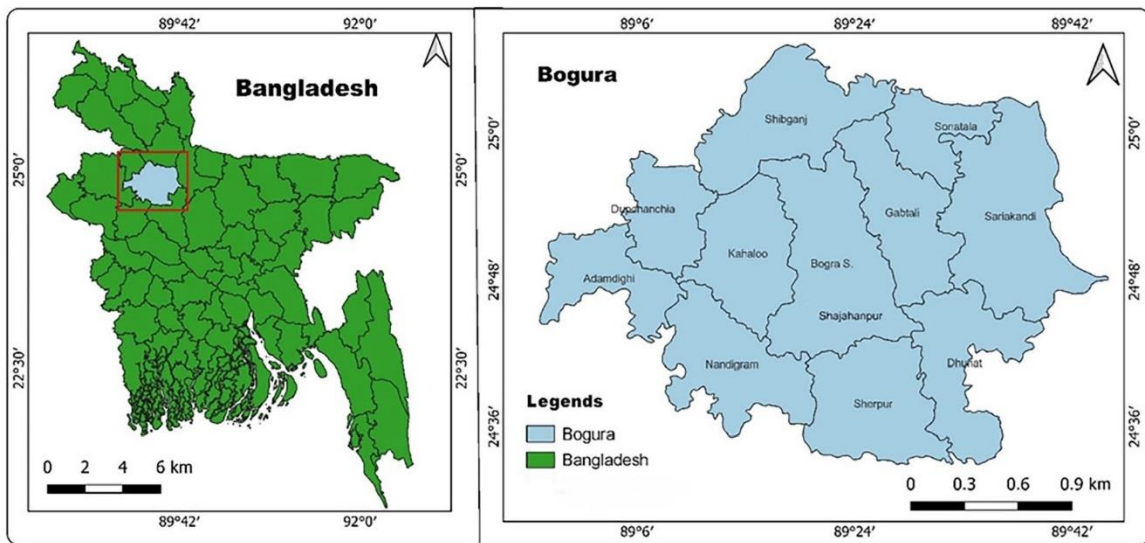 89°42′ 92°0′
Bangladesh
25°0′ 25°0′
22°30′ 22°30′
0 2 4 6 km
89°42′ 92°0′
89°6′ 89°24′ 89°42′
Bogura
25°0′ 25°0′
24°48′ 24°48′
24°36′ 24°36′
Shibganj
Sonatala
Dupchanchia
Gabtali
Sariakandi
Kahaloo
Bogra S.
Adamdighi
Shajahanpur
Nandigram
Dhunat
Sherpur
Legends
Bogura
Bangladesh
0 0.3 0.6 0.9 km
89°6′ 89°24′ 89°42′